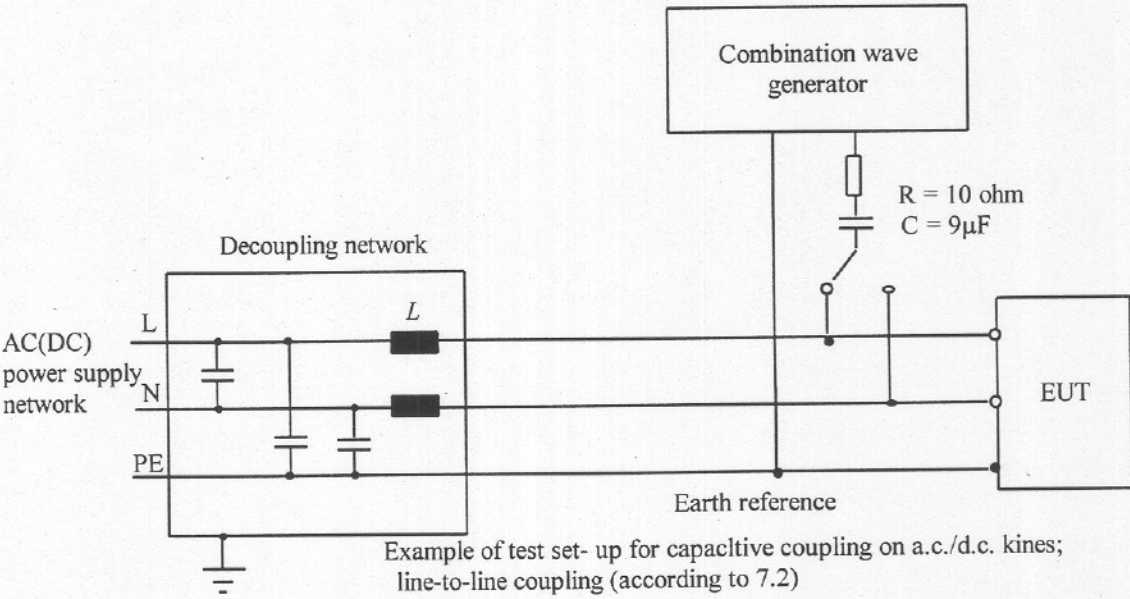 Combination wave
generator
R = 10 ohm
C = 9μF
Decoupling network
L
L
AC(DC)
power supply
network
N
EUT
PE
Earth reference
Example of test set- up for capacltive coupling on a.c./d.c. kines;
line-to-line coupling (according to 7.2)